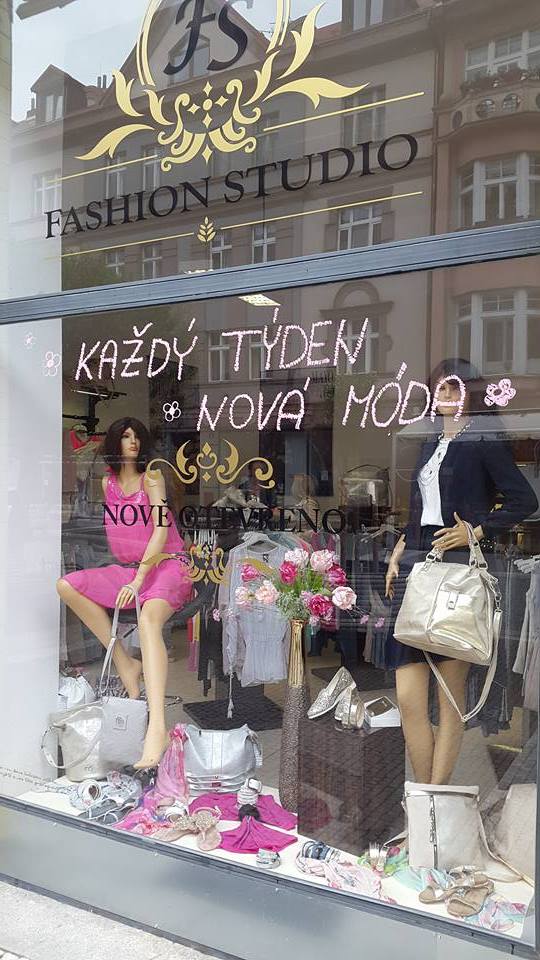 FS
FASHION STUDIO
KAŽDÝ TÝDEN
NOVÁ MÓDA
NOVĚ OTEVŘENO